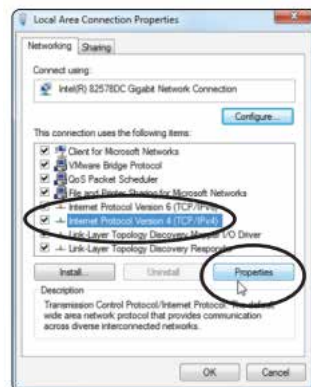 Local Area Connection Properties
Networking
Sharing
Connect using:
Intel(R) 82578DC Gigabit Network Connection
Configure...
This connection uses the following items:
Client for Microsoft Networks
VMware Bridge Protocol
QoS Packet Scheduler
File and Printer Sharing for Microsoft Networks
Internet Protocol Version 6 (TCP/IPv6)
Internet Protocol Version 4 (TCP/IPv4)
Link-Layer Topology Discovery Mapper I/O Driver
Link-Layer Topology Discovery Responder
Install...
Uninstall
Properties
Description
Transmission Control Protocol/Internet Protocol. The default
wide area network protocol that provides communication
across diverse interconnected networks.
OK
Cancel